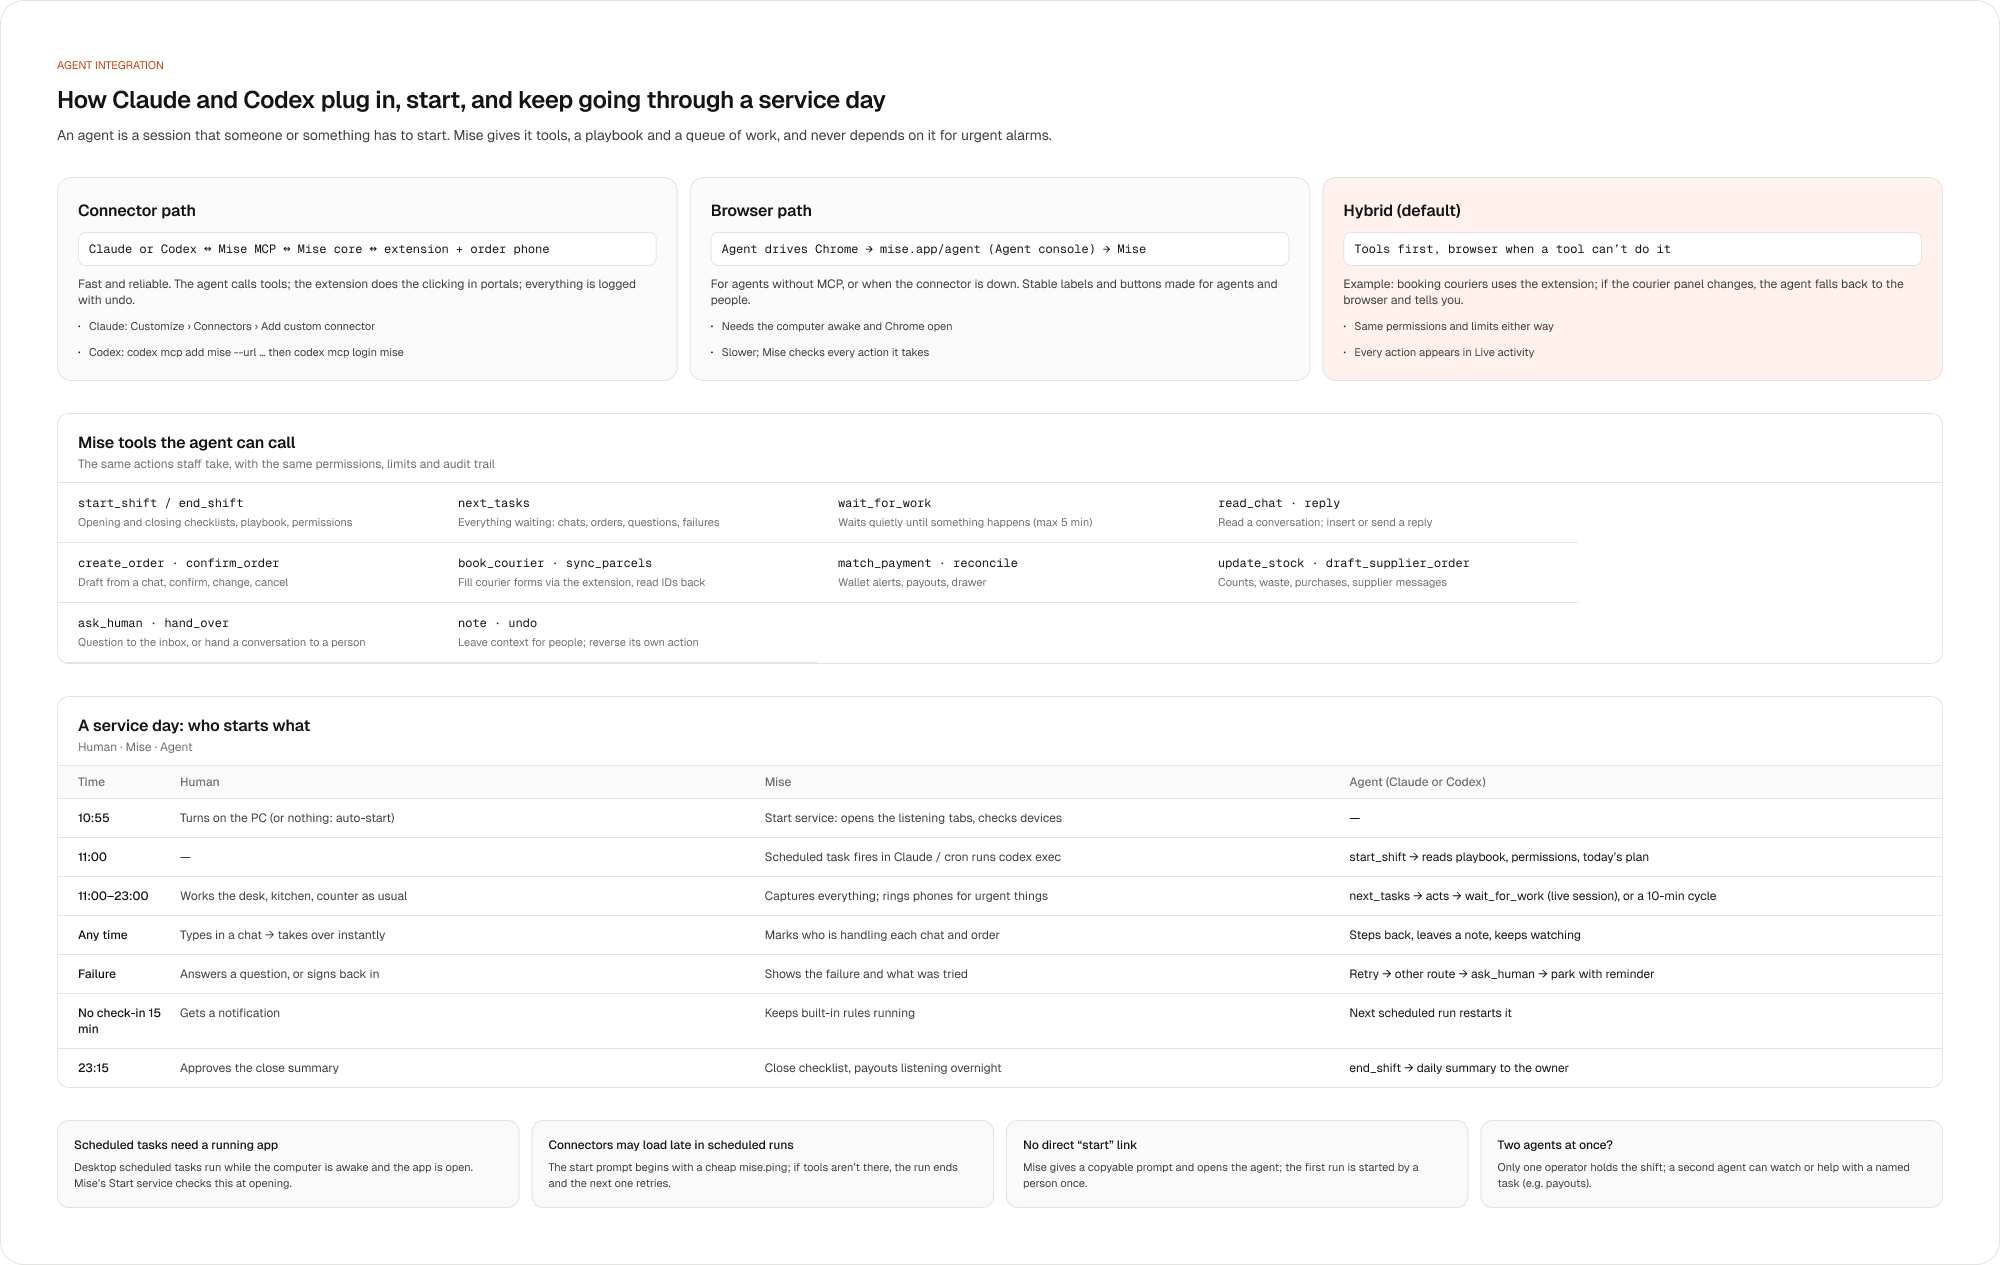 AGENT INTEGRATION
How Claude and Codex plug in, start, and keep going through a service day
An agent is a session that someone or something has to start. Mise gives it tools, a playbook and a queue of work, and never depends on it for urgent alarms.
Connector path
Claude or Codex ↔ Mise MCP ↔ Mise core ↔ extension + order phone
Fast and reliable. The agent calls tools; the extension does the clicking in portals; everything is logged
with undo.
· Claude: Customize › Connectors › Add custom connector
· Codex: codex mcp add mise --url … then codex mcp login mise
Browser path
Agent drives Chrome → mise.app/agent (Agent console) → Mise
For agents without MCP, or when the connector is down. Stable labels and buttons made for agents and
people.
· Needs the computer awake and Chrome open
· Slower; Mise checks every action it takes
Hybrid (default)
Tools first, browser when a tool can’t do it
Example: booking couriers uses the extension; if the courier panel changes, the agent falls back to the
browser and tells you.
· Same permissions and limits either way
· Every action appears in Live activity
Mise tools the agent can call
The same actions staff take, with the same permissions, limits and audit trail
start_shift / end_shift
Opening and closing checklists, playbook, permissions
next_tasks
Everything waiting: chats, orders, questions, failures
wait_for_work
Waits quietly until something happens (max 5 min)
read_chat · reply
Read a conversation; insert or send a reply
create_order · confirm_order
Draft from a chat, confirm, change, cancel
book_courier · sync_parcels
Fill courier forms via the extension, read IDs back
match_payment · reconcile
Wallet alerts, payouts, drawer
update_stock · draft_supplier_order
Counts, waste, purchases, supplier messages
ask_human · hand_over
Question to the inbox, or hand a conversation to a person
note · undo
Leave context for people; reverse its own action
A service day: who starts what
Human · Mise · Agent
Time Human Mise Agent (Claude or Codex)
10:55 Turns on the PC (or nothing: auto-start) Start service: opens the listening tabs, checks devices —
11:00 — Scheduled task fires in Claude / cron runs codex exec start_shift → reads playbook, permissions, today’s plan
11:00–23:00 Works the desk, kitchen, counter as usual Captures everything; rings phones for urgent things next_tasks → acts → wait_for_work (live session), or a 10-min cycle
Any time Types in a chat → takes over instantly Marks who is handling each chat and order Steps back, leaves a note, keeps watching
Failure Answers a question, or signs back in Shows the failure and what was tried Retry → other route → ask_human → park with reminder
No check-in 15 Gets a notification Keeps built-in rules running Next scheduled run restarts it
min
23:15 Approves the close summary Close checklist, payouts listening overnight end_shift → daily summary to the owner
Scheduled tasks need a running app
Desktop scheduled tasks run while the computer is awake and the app is open.
Mise’s Start service checks this at opening.
Connectors may load late in scheduled runs
The start prompt begins with a cheap mise.ping; if tools aren’t there, the run ends
and the next one retries.
No direct “start” link
Mise gives a copyable prompt and opens the agent; the first run is started by a
person once.
Two agents at once?
Only one operator holds the shift; a second agent can watch or help with a named
task (e.g. payouts).